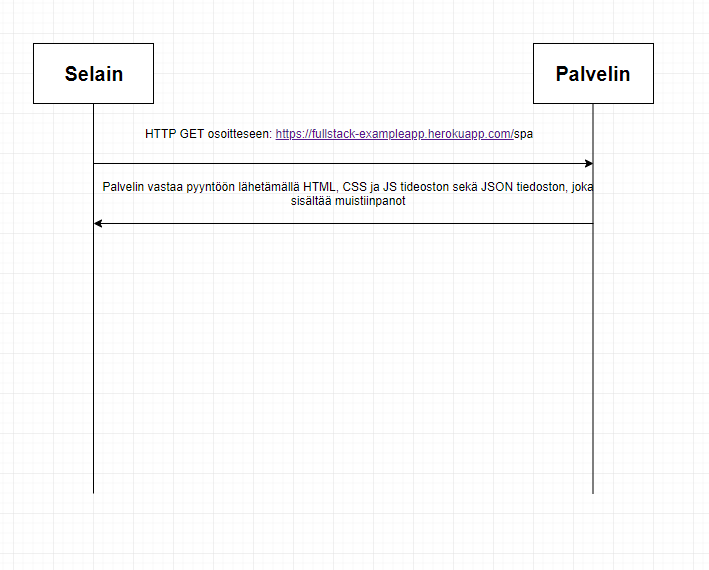 Selain
Palvelin
HTTP GET osoitteseen: https://fullstack-exampleapp.herokuapp.com/spa
Palvelin vastaa pyyntöön lähetämällä HTML, CSS ja JS tideoston sekä JSON tiedoston, joka
sisältää muistiinpanot